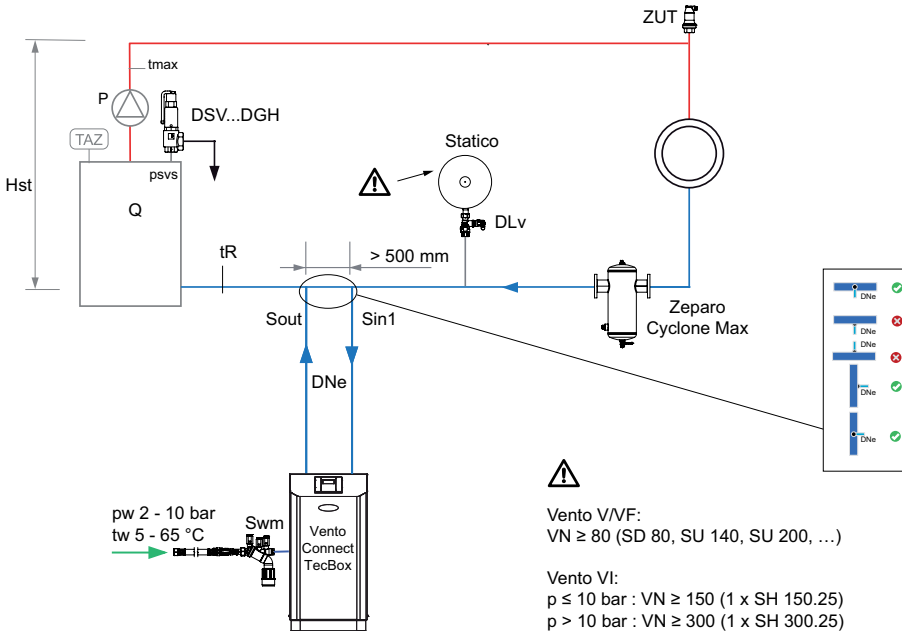 ZUT
tmax
P
DSV...DGH
TAZ
Statico
psvs
Hst
Q
DLv
tR
> 500 mm
Zeparo
Cyclone Max
Sout
Sin1
DNe
DNe
DNe
DNe
DNe
DNe
pw 2 - 10 bar
tw 5 - 65 °C
Swm
Vento
Connect
TecBox
Vento V/VF:
VN ≥ 80 (SD 80, SU 140, SU 200, …)
Vento VI:
p ≤ 10 bar : VN ≥ 150 (1 x SH 150.25)
p > 10 bar : VN ≥ 300 (1 x SH 300.25)